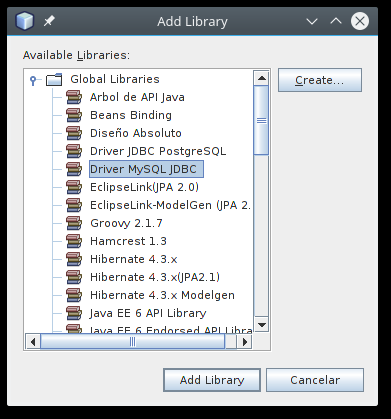 Add Library
Available Libraries:
Global Libraries
Create...
Arbol de API Java
Beans Binding
Diseño Absoluto
Driver JDBC PostgreSQL
Driver MySQL JDBC
EclipseLink(JPA 2.0)
EclipseLink-ModelGen (JPA 2.
Groovy 2.1.7
Hamcrest 1.3
Hibernate 4.3.x
Hibernate 4.3.x(JPA2.1)
Hibernate 4.3.x Modelgen
Java EE 6 API Library
Java EE 6 Endorsed API Libra
Add Library
Cancelar